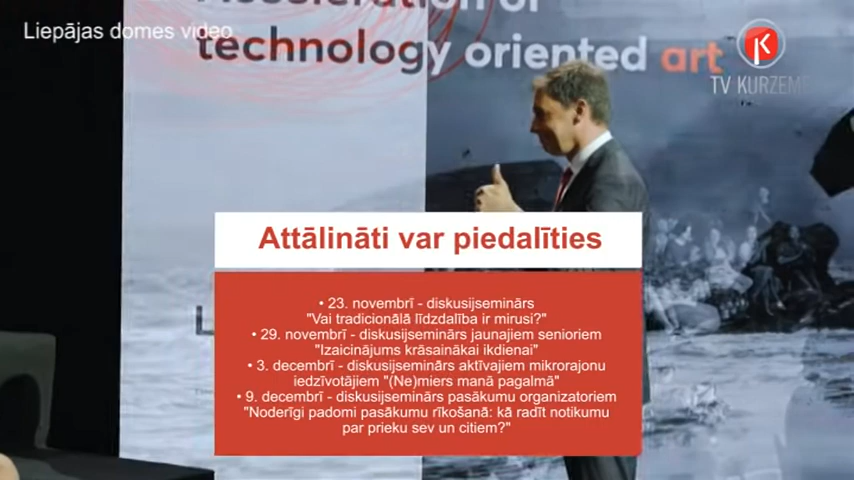 Acceleration of
Liepājas domes video
technology oriented art
TV KURZEME
Attālināti var piedalīties
• 23. novembrī - diskusijseminārs
"Vai tradicionālā līdzdalība ir mirusi?"
• 29. novembrī - diskusijseminārs jaunajiem senioriem
"Izaicinājums krāsainākai ikdienai"
• 3. decembrī - diskusijseminārs aktīvajiem mikrorajonu
iedzīvotājiem "(Ne)miers manā pagalmā"
• 9. decembrī - diskusijseminārs pasākumu organizatoriem
"Noderīgi padomi pasākumu rīkošanā: kā radīt notikumu
par prieku sev un citiem?"